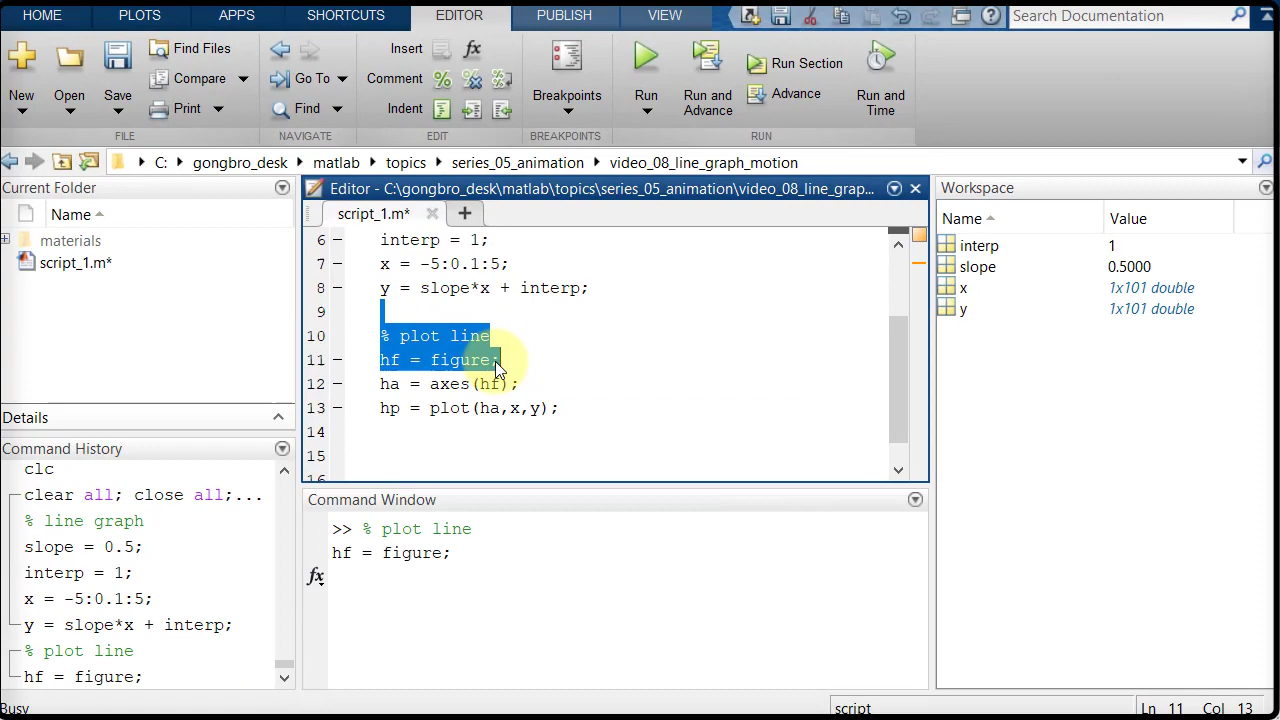 HOME PLOTS APPS SHORTCUTS EDITOR PUBLISH VIEW Search Documentation
New Open Save
Find Files
Compare
Print
FILE
Go To
Find
NAVIGATE
Insert fx
Comment
Indent
EDIT
Breakpoints
BREAKPOINTS
Run
Run and Advance
Run Section
Advance
Run and Time
RUN
C: gongbro_desk matlab topics series_05_animation video_08_line graph_motion
Current Folder
Name
materials
script_1.m*
Details
Command History
clc
clear all; close all;...
% line graph
slope = 0.5;
interp = 1;
x = -5:0.1:5;
y = slope*x + interp;
% plot line
hf = figure;
Editor - C:\gongbro_desk\matlab\topics\series_05_animation\video_08_line_grap...
script_1.m*
6 – interp = 1;
7 – x = -5:0.1:5;
8 – y = slope*x + interp;
9
10 % plot line
11 – hf = figure;
12 – ha = axes(hf);
13 – hp = plot(ha,x,y);
14
15
16
Command Window
>> % plot line
hf = figure;
fx
Workspace
Name Value
interp 1
slope 0.5000
x 1x101 double
y 1x101 double
Busy
script
Ln 11 Col 13